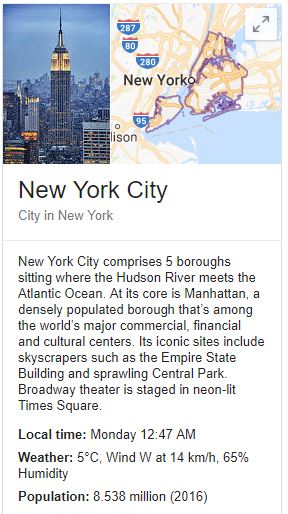 287
80
280
New York
95
ison
New York City
City in New York
New York City comprises 5 boroughs
sitting where the Hudson River meets the
Atlantic Ocean. At its core is Manhattan, a
densely populated borough that's among
the world's major commercial, financial
and cultural centers. Its iconic sites include
skyscrapers such as the Empire State
Building and sprawling Central Park.
Broadway theater is staged in neon-lit
Times Square.
Local time: Monday 12:47 AM
Weather: 5°C, Wind W at 14 km/h, 65%
Humidity
Population: 8.538 million (2016)